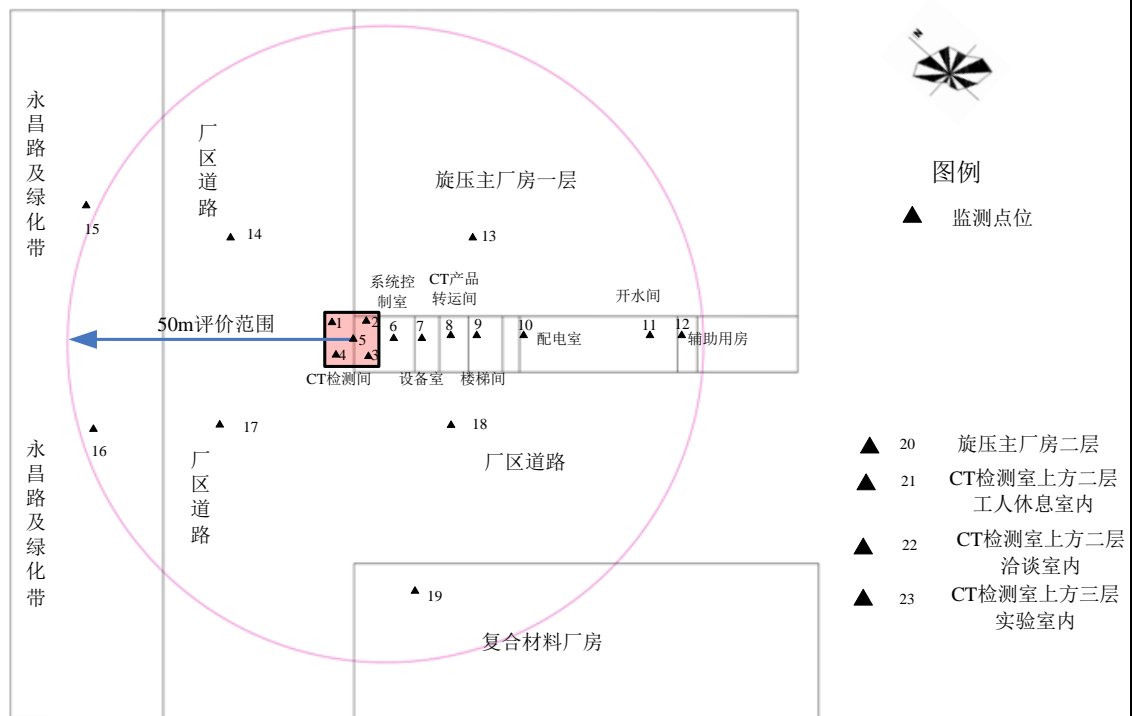 N
永昌路及绿化带
厂区道路
旋压主厂房一层
图例
监测点位
15
14
13
系统控
制室
CT产品
转运间
开水间
50m评价范围
1
2
3
4
5
6
7
8
9
10
11
12
配电室
辅助用房
CT检测间
设备室
楼梯间
16
17
18
永昌路及绿化带
厂区道路
厂区道路
19
复合材料厂房
20 旋压主厂房二层
21 CT检测室上方二层
工人休息室内
22 CT检测室上方二层
洽谈室内
23 CT检测室上方三层
实验室内